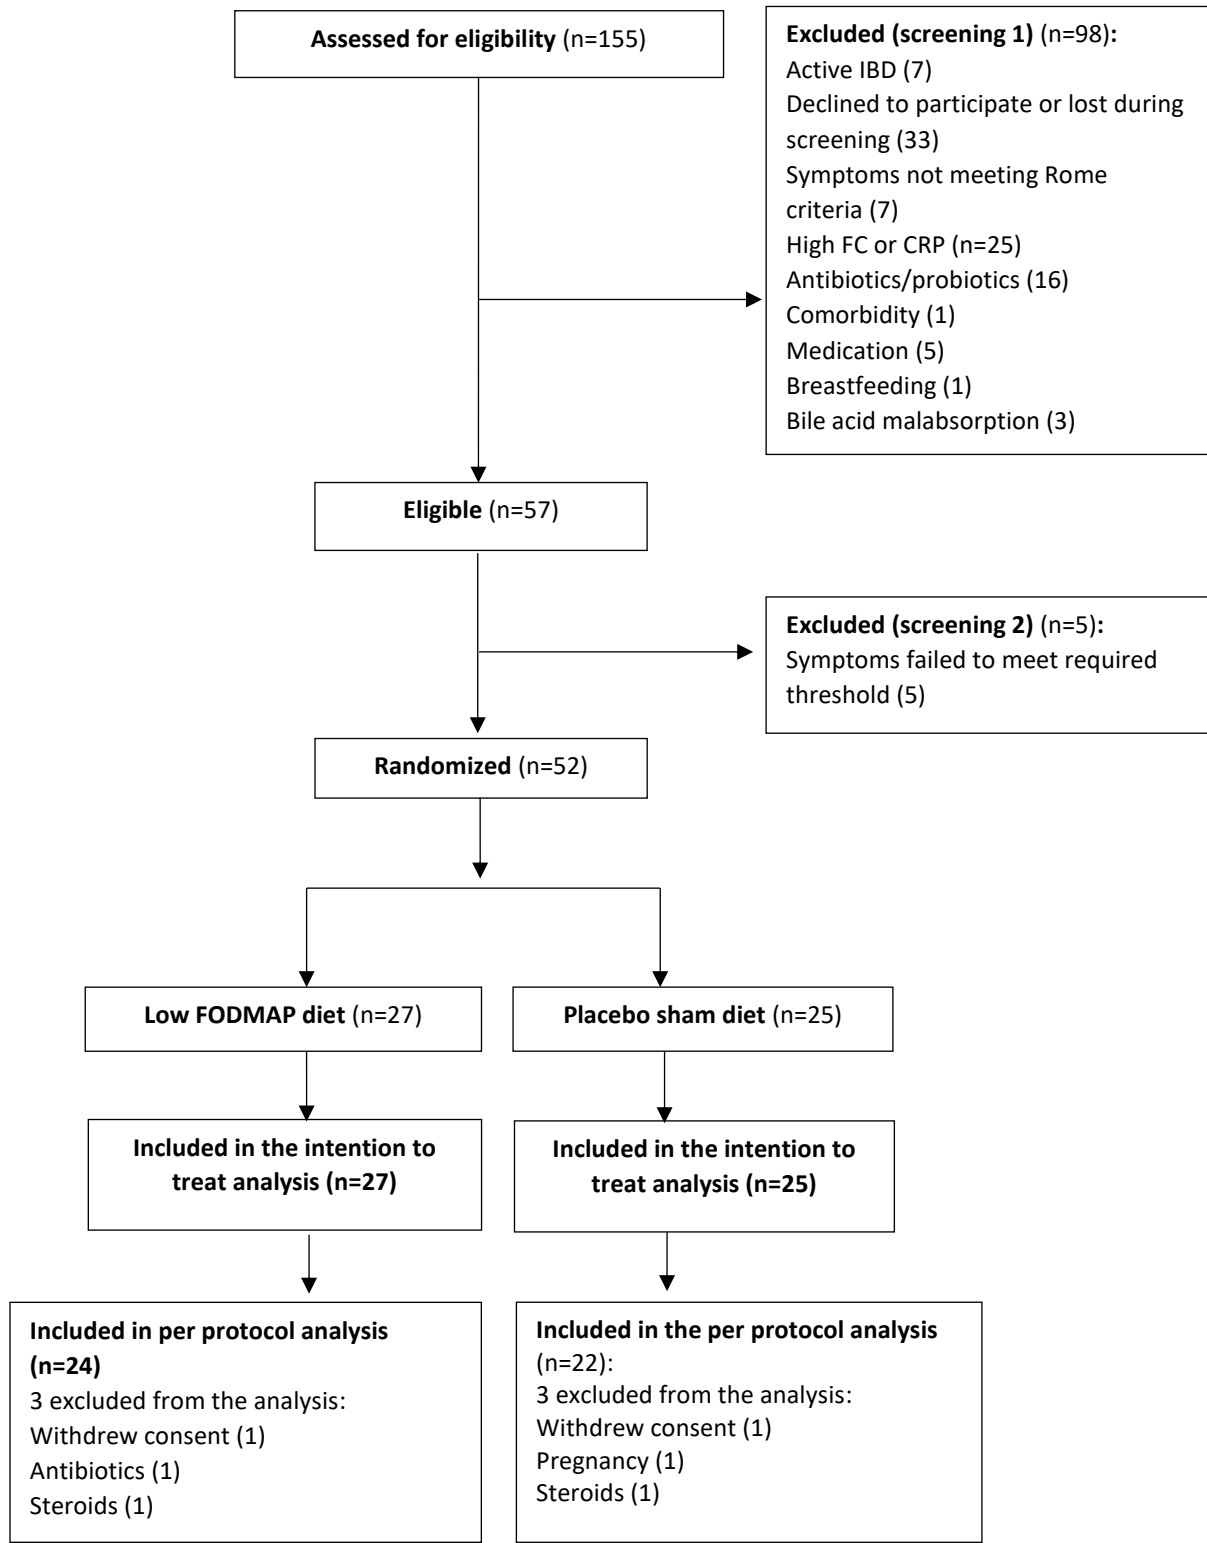 Assessed for eligibility (n=155)
Excluded (screening 1) (n=98):
Active IBD (7)
Declined to participate or lost during
screening (33)
Symptoms not meeting Rome
criteria (7)
High FC or CRP (n=25)
Antibiotics/probiotics (16)
Comorbidity (1)
Medication (5)
Breastfeeding (1)
Bile acid malabsorption (3)
Eligible (n=57)
Excluded (screening 2) (n=5):
Symptoms failed to meet required
threshold (5)
Randomized (n=52)
Low FODMAP diet (n=27)
Placebo sham diet (n=25)
Included in the intention to
treat analysis (n=27)
Included in the intention to
treat analysis (n=25)
Included in per protocol analysis
(n=24)
3 excluded from the analysis:
Withdrew consent (1)
Antibiotics (1)
Steroids (1)
Included in the per protocol analysis
(n=22):
3 excluded from the analysis:
Withdrew consent (1)
Pregnancy (1)
Steroids (1)